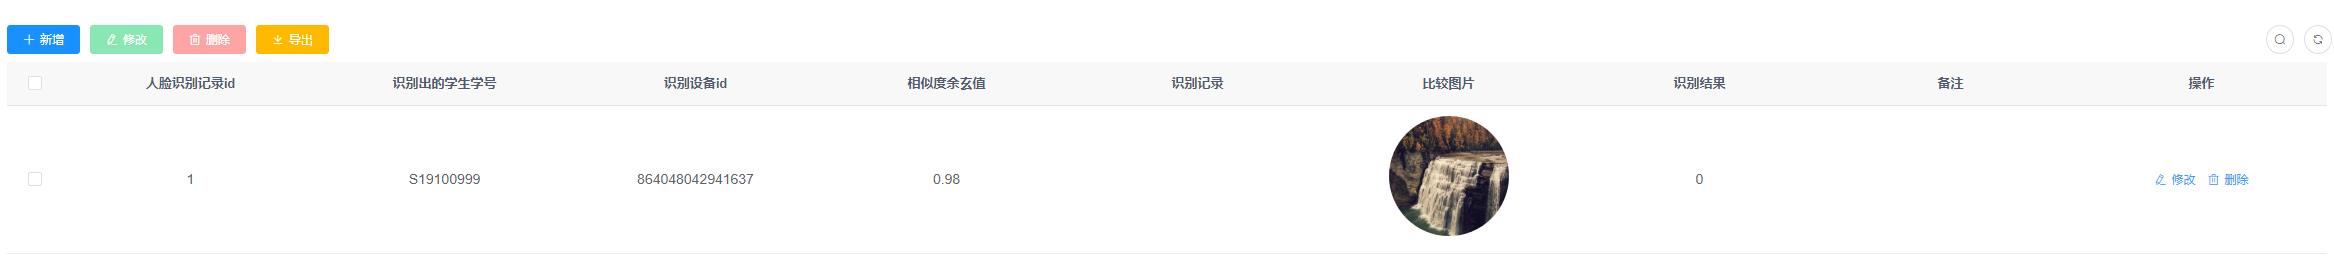 新增 修改 删除 导出
人脸识别记录id 识别出的学生学号 识别设备id 相似度余玄值 识别记录 比较图片 识别结果 备注 操作
1 S19100999 864048042941637 0.98 0 修改 删除